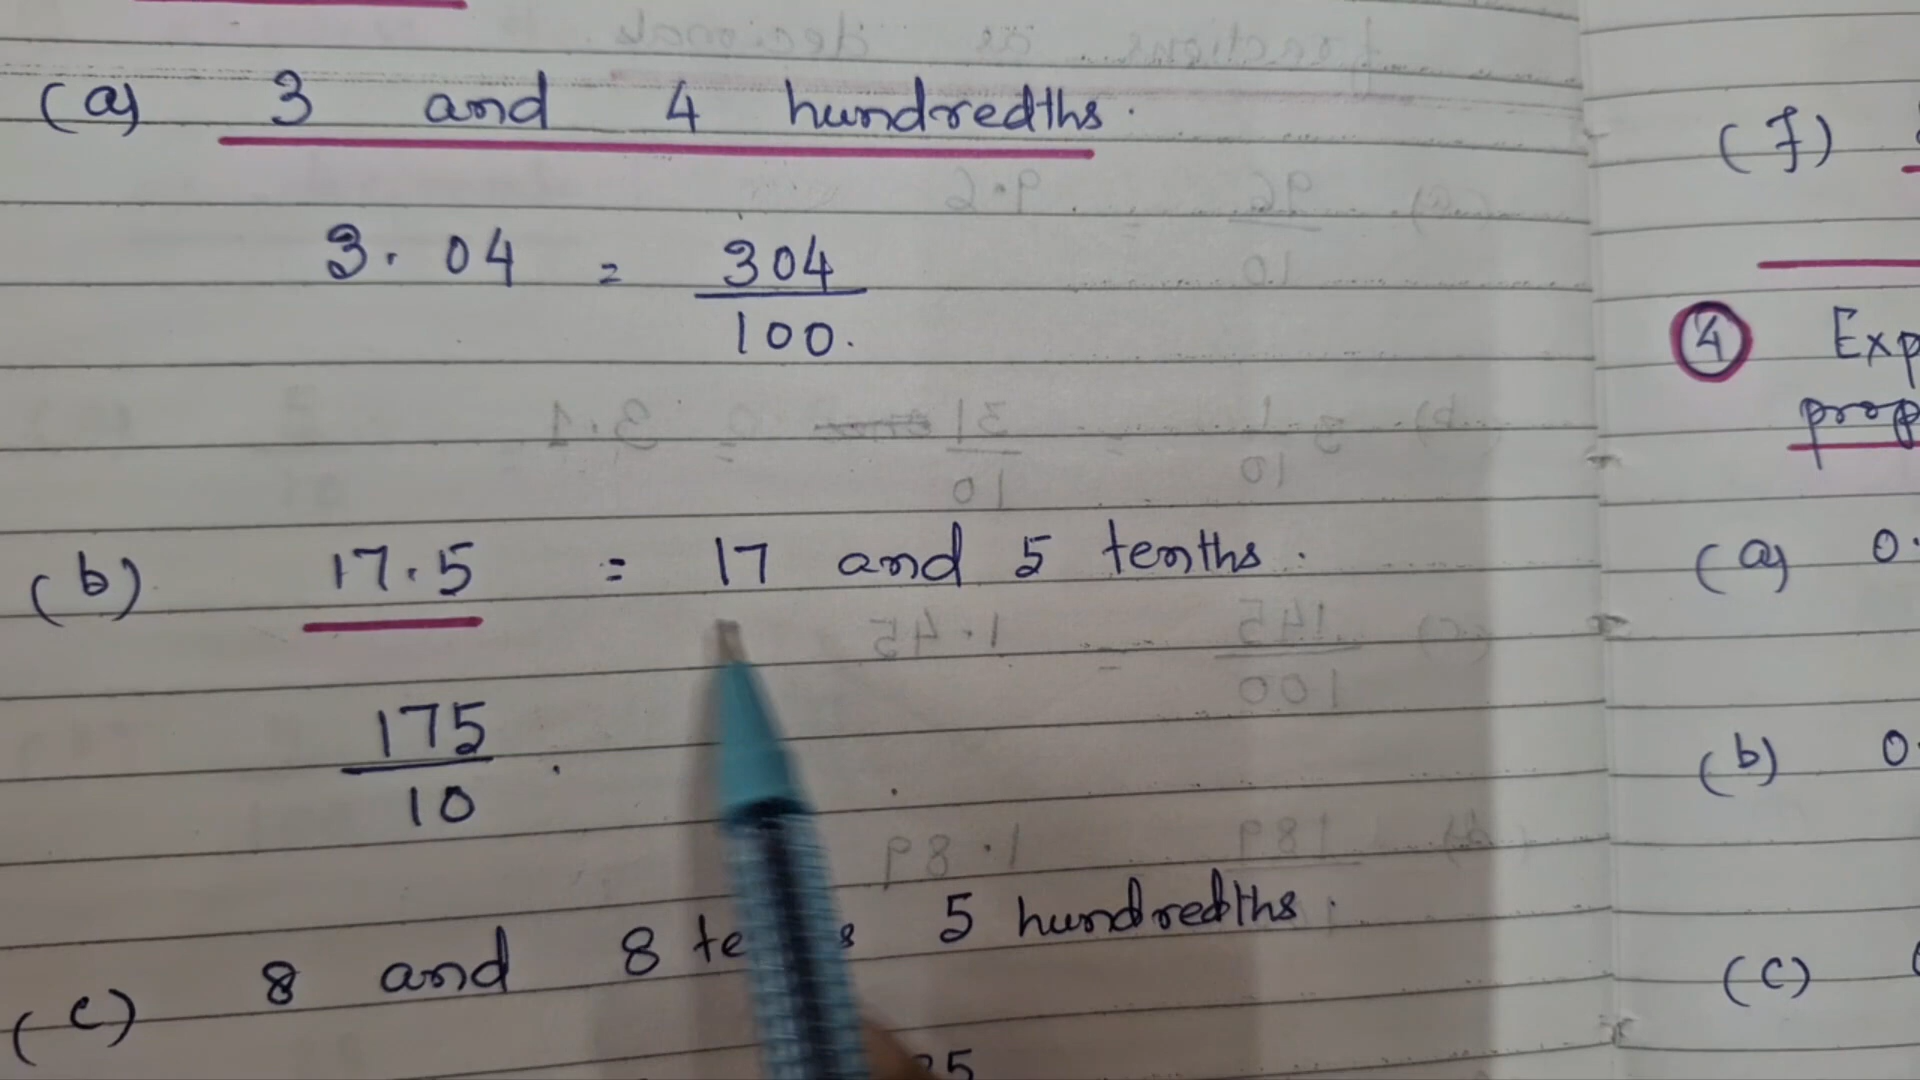 (a) 3 and 4 hundredths.
3.04 = 304/100.
(b) 17.5 = 17 and 5 tenths.
175/10.
(c) 8 and 8 5 hundredths.
(f)
4 Exp
prop
(a) 0.
(b) 0.
(c)